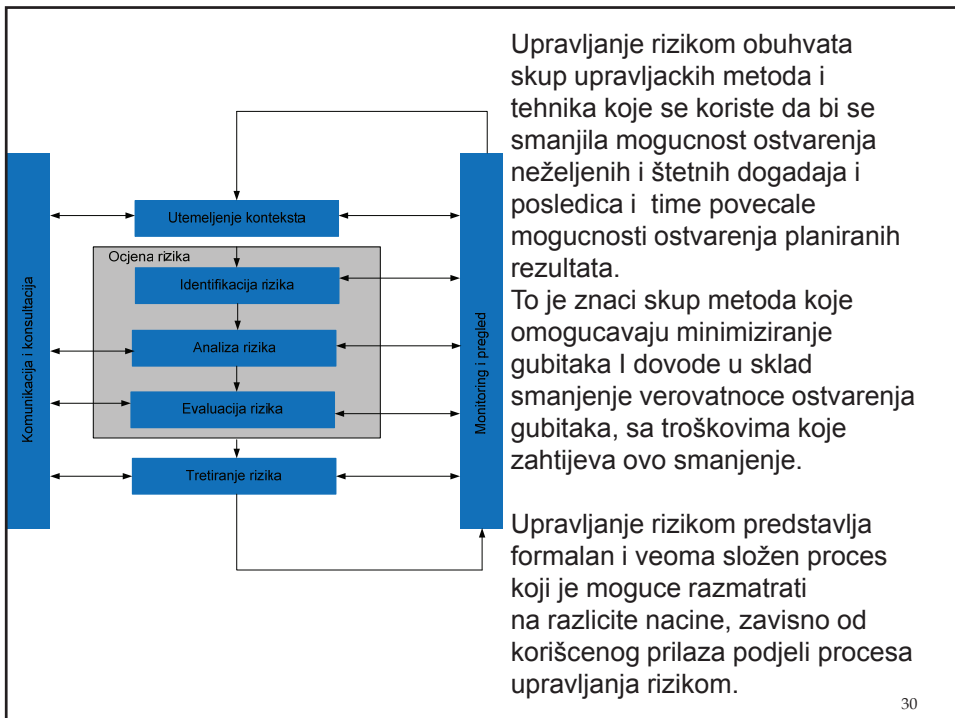 Komunikacija i konsultacija
Utemeljenje konteksta
Ocjena rizika
Identifikacija rizika
Analiza rizika
Evaluacija rizika
Tretiranje rizika
Monitoring i pregled
Upravljanje rizikom obuhvata
skup upravljackih metoda i
tehnika koje se koriste da bi se
smanjila mogucnost ostvarenja
neželjenih i štetnih dogadaja i
posledica i time povecale
mogucnosti ostvarenja planiranih
rezultata.
To je znaci skup metoda koje
omogucavaju minimiziranje
gubitaka I dovode u sklad
smanjenje verovatnoce ostvarenja
gubitaka, sa troškovima koje
zahtijeva ovo smanjenje.
Upravljanje rizikom predstavlja
formalan i veoma složen proces
koji je moguce razmatrati
na razlicite nacine, zavisno od
korišcenog prilaza podjeli procesa
upravljanja rizikom.
30